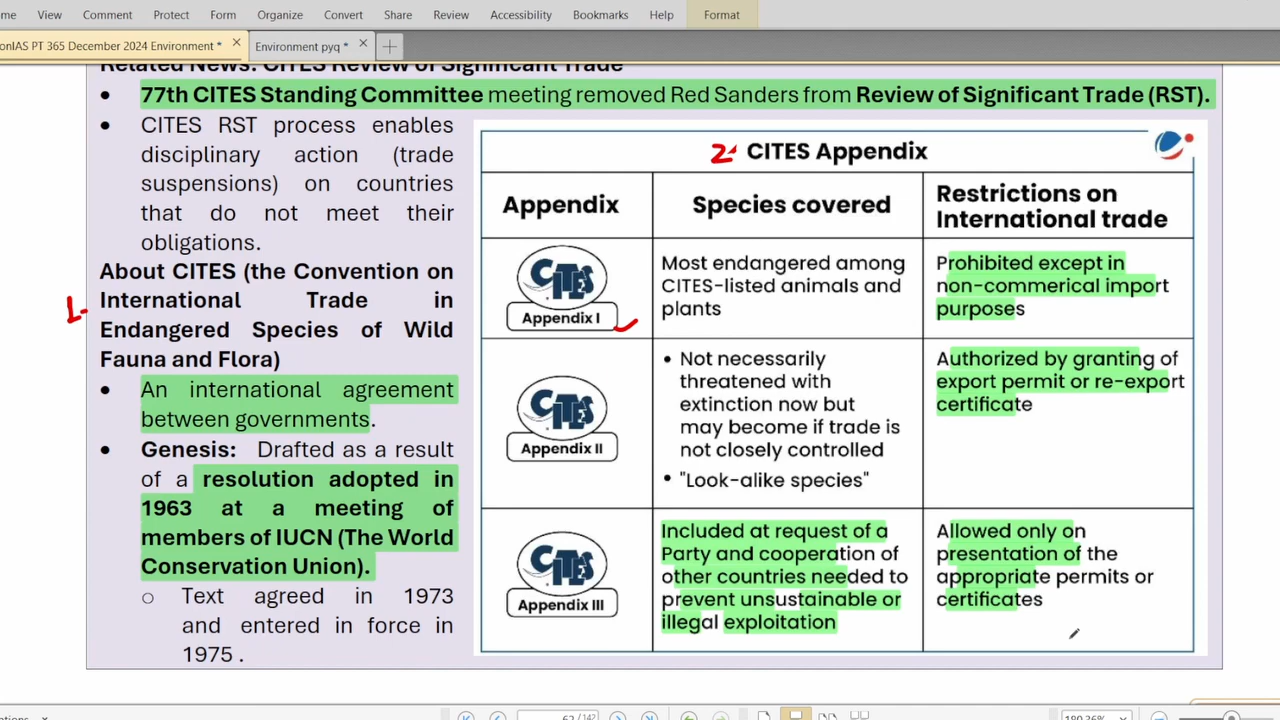 View Comment Protect Form Organize Convert Share Review Accessibility Bookmarks Help Format
onIAS PT 365 December 2024 Environment * × Environment pyq * × +
Related News: CITES Review of Significant Trade
• 77th CITES Standing Committee meeting removed Red Sanders from Review of Significant Trade (RST).
• CITES RST process enables
disciplinary action (trade
suspensions) on countries
that do not meet their
obligations.
About CITES (the Convention on
1- International Trade in
Endangered Species of Wild
Fauna and Flora)
• An international agreement
between governments.
• Genesis: Drafted as a result
of a resolution adopted in
1963 at a meeting of
members of IUCN (The World
Conservation Union).
○ Text agreed in 1973
and entered in force in
1975 .
2- CITES Appendix
Appendix
Species covered
Restrictions on
International trade
CITES
Appendix I
Most endangered among
CITES-listed animals and
plants
Prohibited except in
non-commerical import
purposes
CITES
Appendix II
• Not necessarily
threatened with
extinction now but
may become if trade is
not closely controlled
• "Look-alike species"
Authorized by granting of
export permit or re-export
certificate
CITES
Appendix III
Included at request of a
Party and cooperation of
other countries needed to
prevent unsustainable or
illegal exploitation
Allowed only on
presentation of the
appropriate permits or
certificates